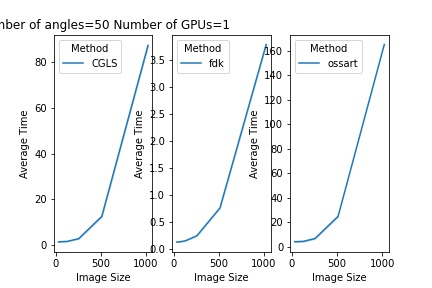 nber of angles=50 Number of GPUs=1
Method
CGLS
Method
fdk
Method
ossart
80
60
40
20
0
3.5
3.0
2.5
2.0
1.5
1.0
0.5
0.0
160
140
120
100
80
60
40
20
0
Average Time
Average Time
Average Time
0 500 1000
0 500 1000
0 500 1000
Image Size
Image Size
Image Size